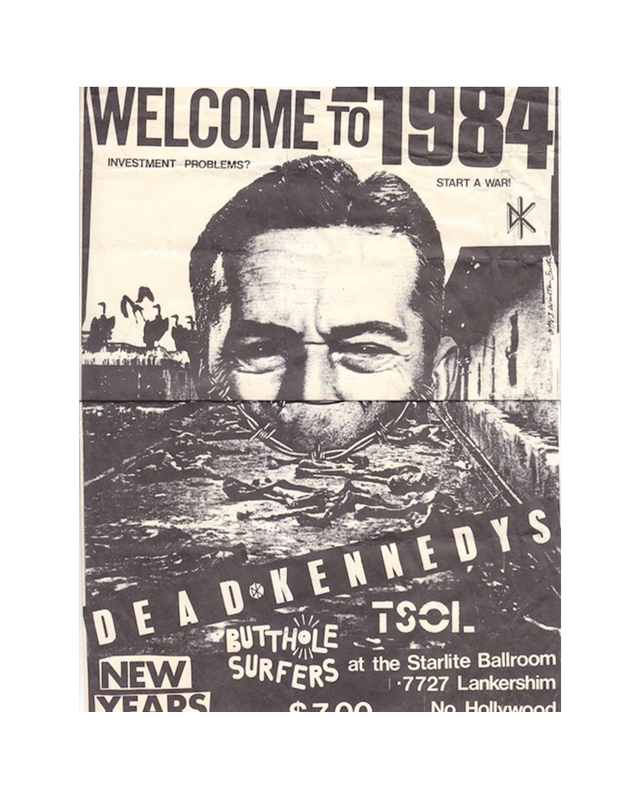 WELCOME TO 1984
INVESTMENT PROBLEMS?
START A WAR!
DK
DEAD KENNEDYS
TSOL
BUTTHOLE
SURFERS
at the Starlite Ballroom
7727 Lankershim
NEW
YEARS
$7.00
No. Hollywood